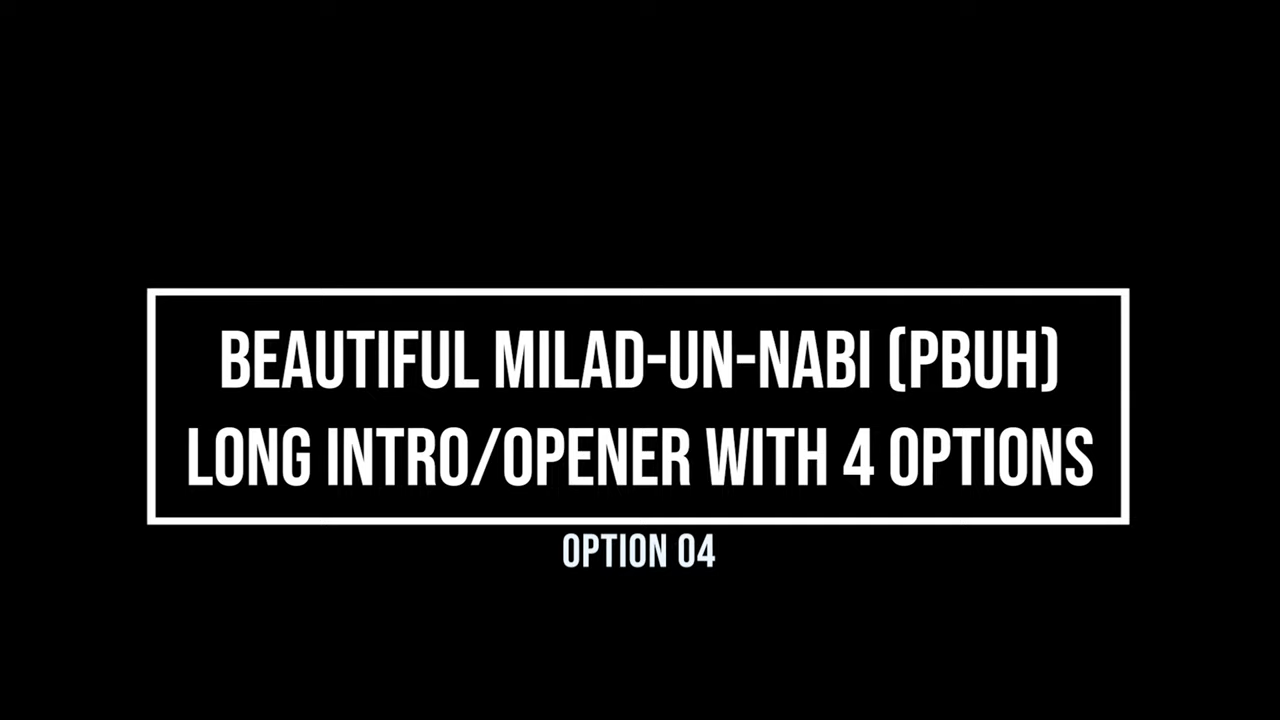 BEAUTIFUL MILAD-UN-NABI (PBUH)
LONG INTRO/OPENER WITH 4 OPTIONS
OPTION 04